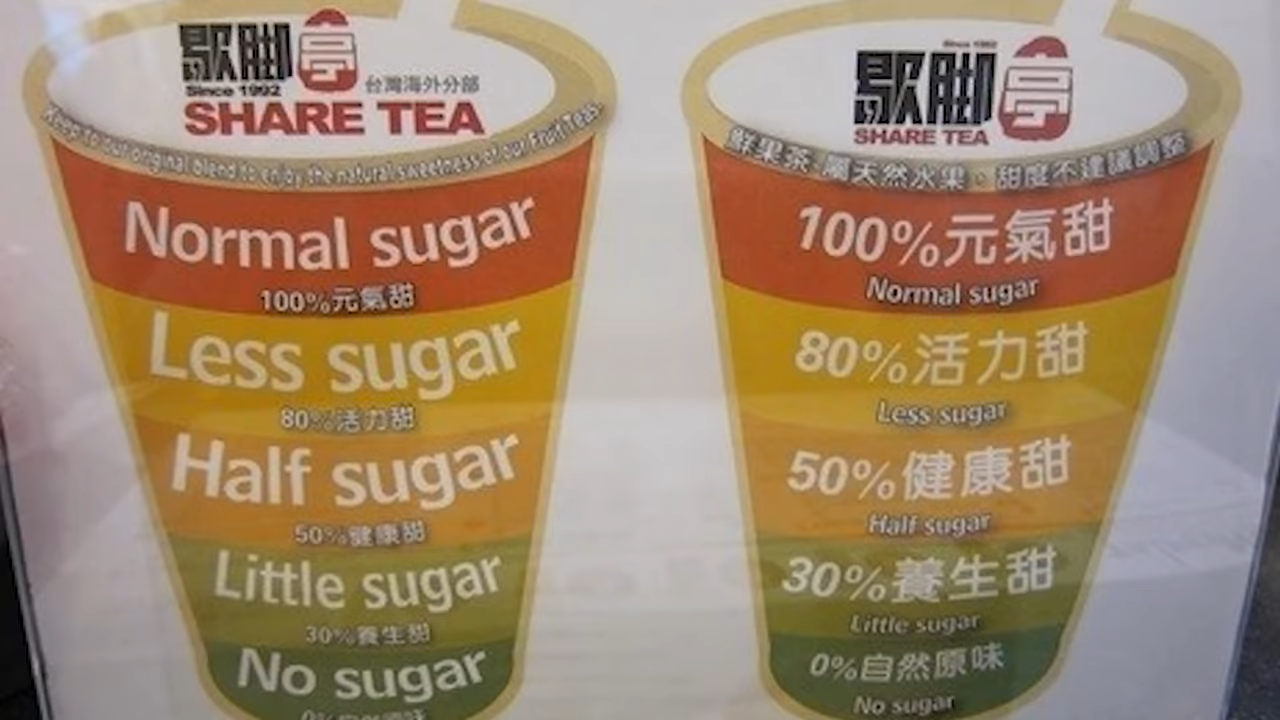 歇脚亭
Since 1992
台灣海外分部
SHARE TEA
Keep to our original blend to enjoy the natural sweetness of our Fruit Teas.
Normal sugar
100%元氣甜
Less sugar
80%活力甜
Half sugar
50%健康甜
Little sugar
30%養生甜
No sugar
0%自然原味
Since 1992
歇脚亭
SHARE TEA
鮮果茶 屬天然水果，甜度不建議調整
100%元氣甜
Normal sugar
80%活力甜
Less sugar
50%健康甜
Half sugar
30%養生甜
Little sugar
0%自然原味
No sugar